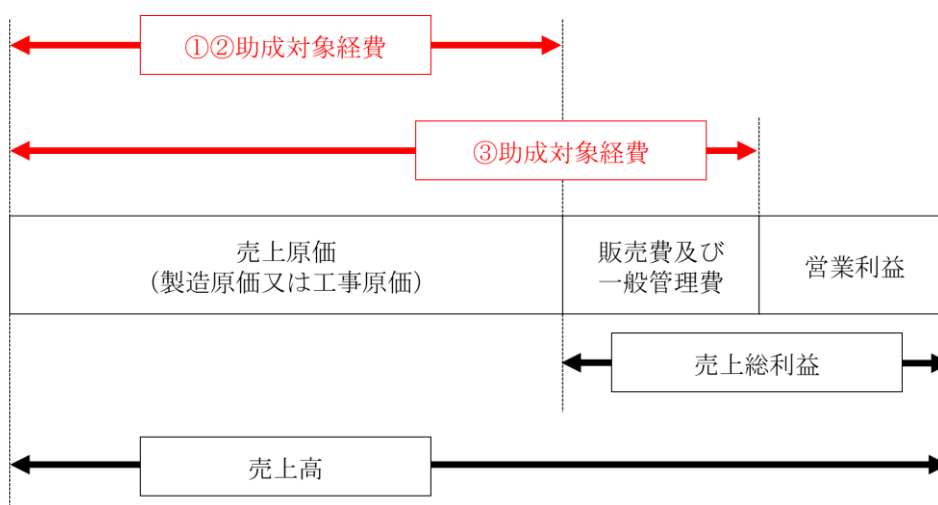 ①②助成対象経費
③助成対象経費
売上原価
（製造原価又は工事原価）
販売費及び
一般管理費
営業利益
売上総利益
売上高